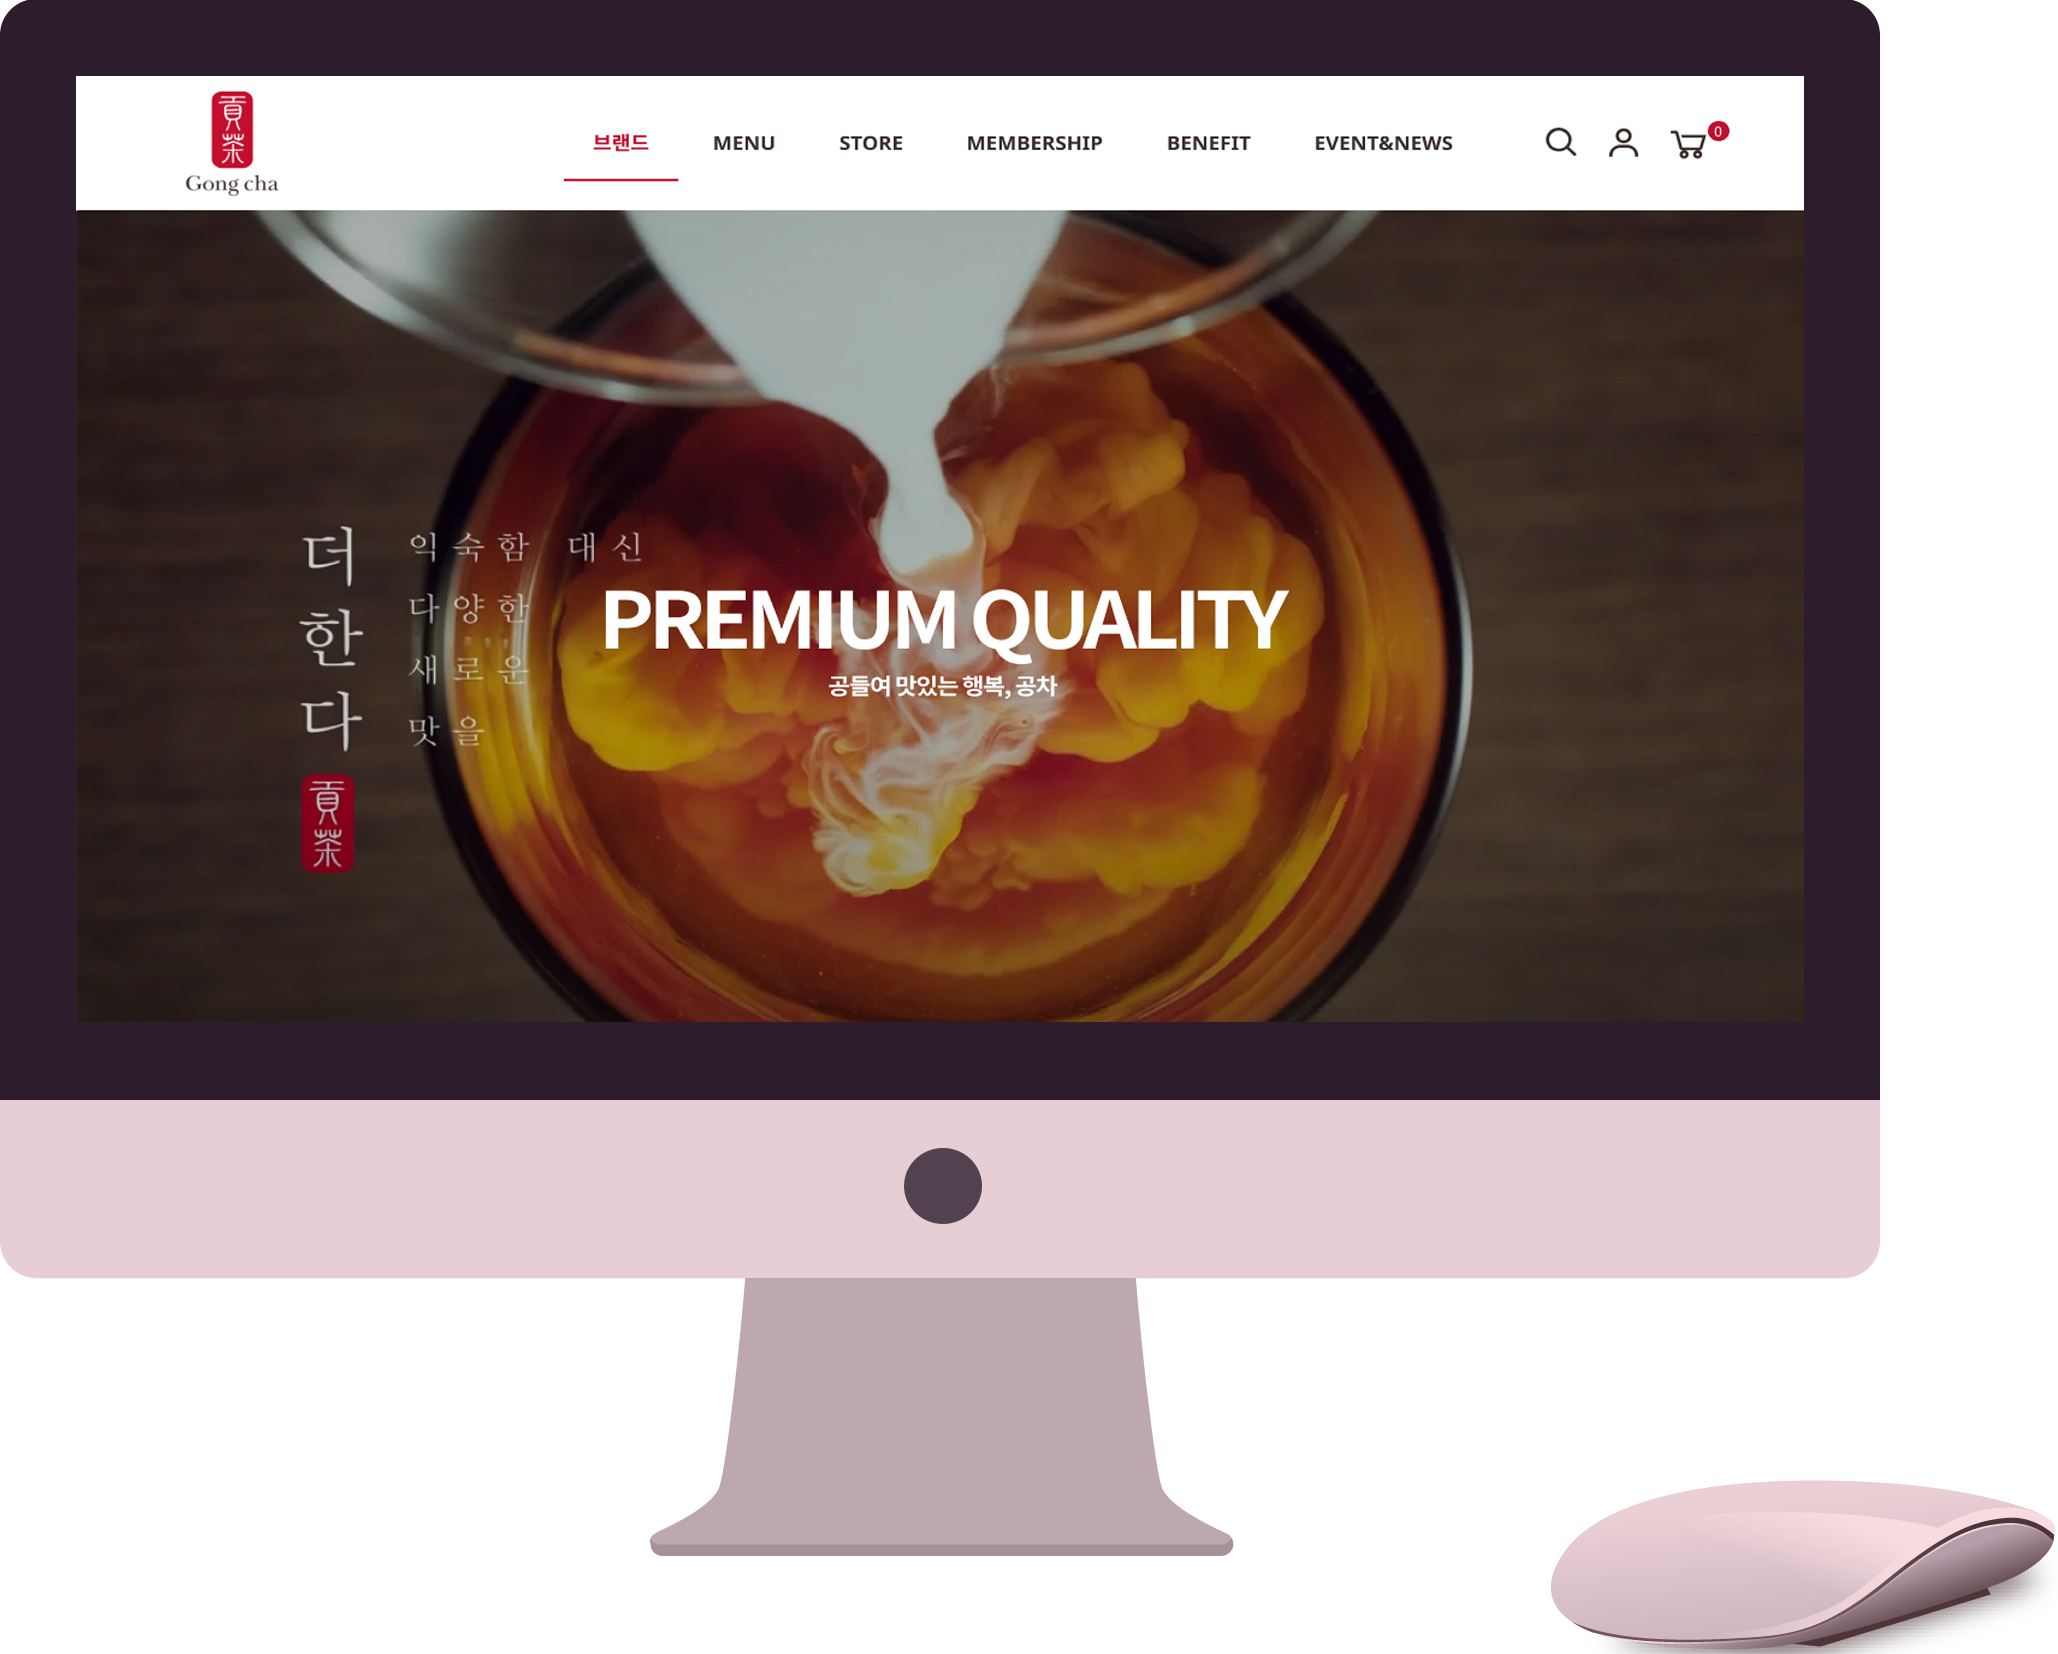 貢茶
Gong cha
브랜드 MENU STORE MEMBERSHIP BENEFIT EVENT&NEWS 0
더한다
익숙함 대신
다양한
새로운
맛을
貢茶
PREMIUM QUALITY
공들여 맛있는 행복, 공차